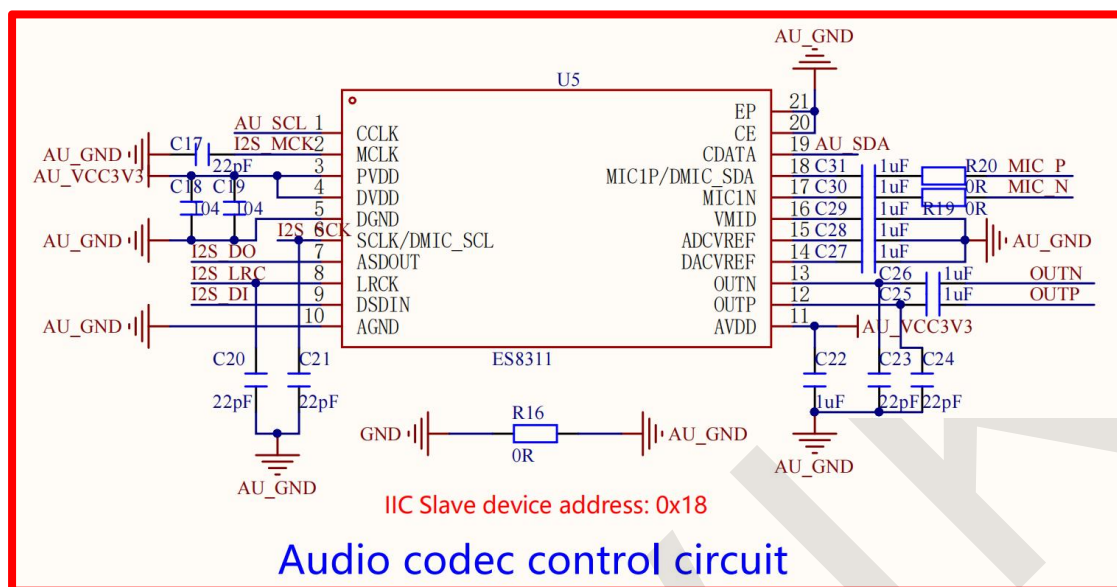 AU_GND
U5
AU_SCL 1 CCLK
C17 I2S_MCK 2 MCLK
AU_GND 22pF
AU_VCC3V3 3 PVDD
C18 C19 4 DVDD
104 104
5 DGND
AU_GND I2S_SCK 6 SCLK/DMIC_SCL
I2S_DO 7 ASDOUT
I2S_LRC 8 LRCK
I2S_DI 9 DSDIN
AU_GND 10 AGND
EP 21
CE 20
CDATA 19 AU_SDA
MIC1P/DMIC_SDA 18 C31 1uF R20 MIC_P
MIC1N 17 C30 1uF 0R MIC_N
VMID 16 C29 1uF R19 0R
ADCVREF 15 C28 1uF AU_GND
DACVREF 14 C27 1uF
OUTN 13 C26 1uF OUTN
OUTP 12 C25 1uF OUTP
AVDD 11 AU_VCC3V3
ES8311
C20 C21
22pF 22pF
AU_GND
C22 C23 C24
1uF 22pF 22pF
AU_GND
R16
GND AU_GND
0R
IIC Slave device address: 0x18
Audio codec control circuit